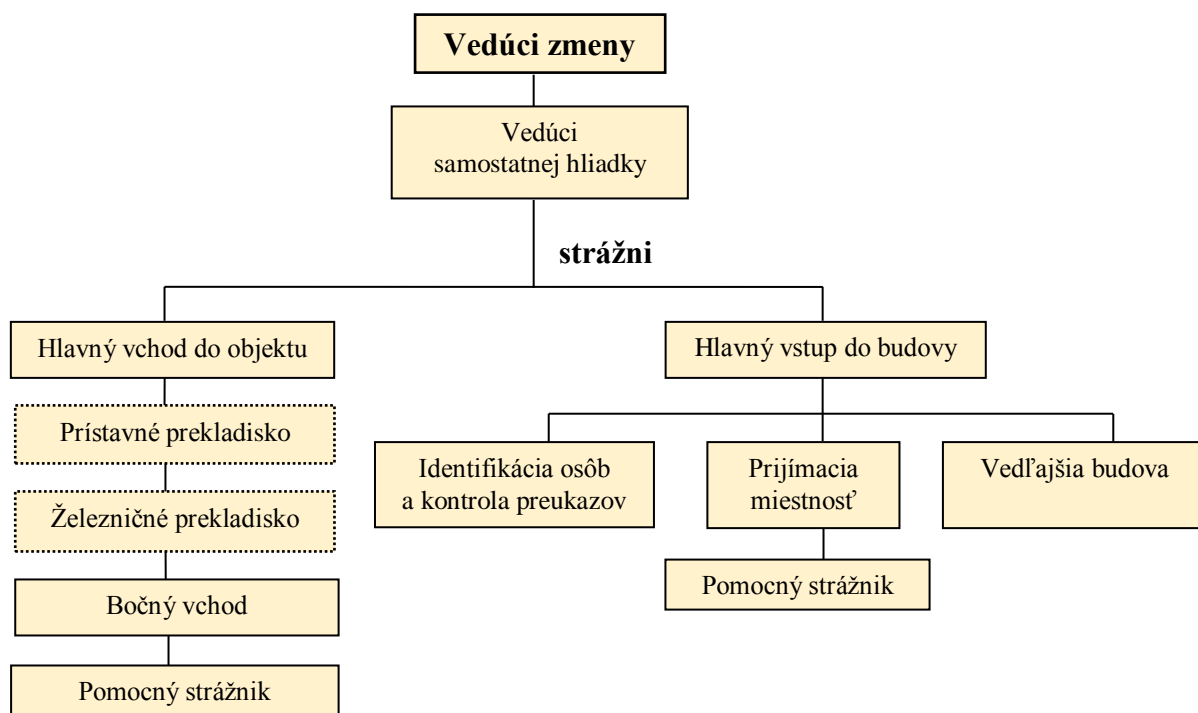 Vedúci zmeny
Vedúci
samostatnej hliadky
strážni
Hlavný vchod do objektu
Prístavné prekladisko
Železničné prekladisko
Bočný vchod
Pomocný strážnik
Hlavný vstup do budovy
Identifikácia osôb
a kontrola preukazov
Prijímacia
miestnosť
Pomocný strážnik
Vedľajšia budova